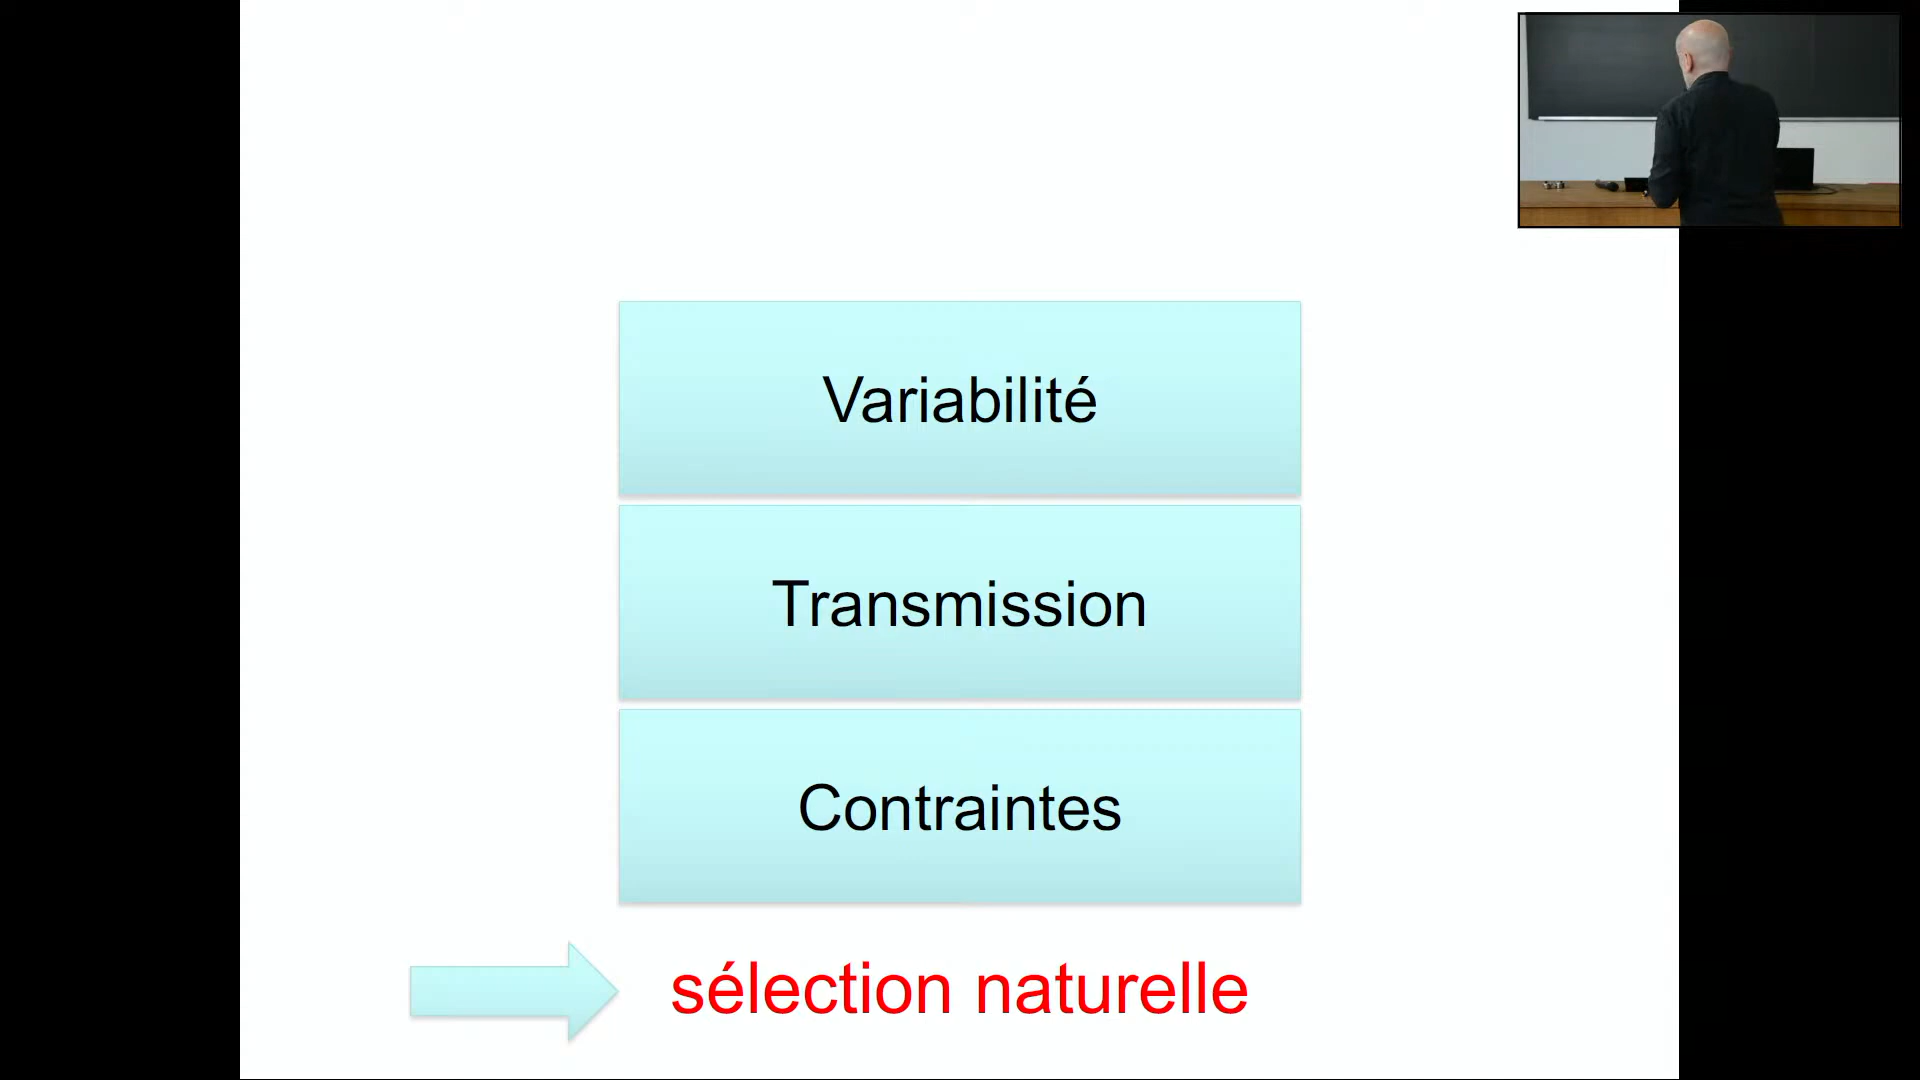 Variabilité
Transmission
Contraintes
sélection naturelle